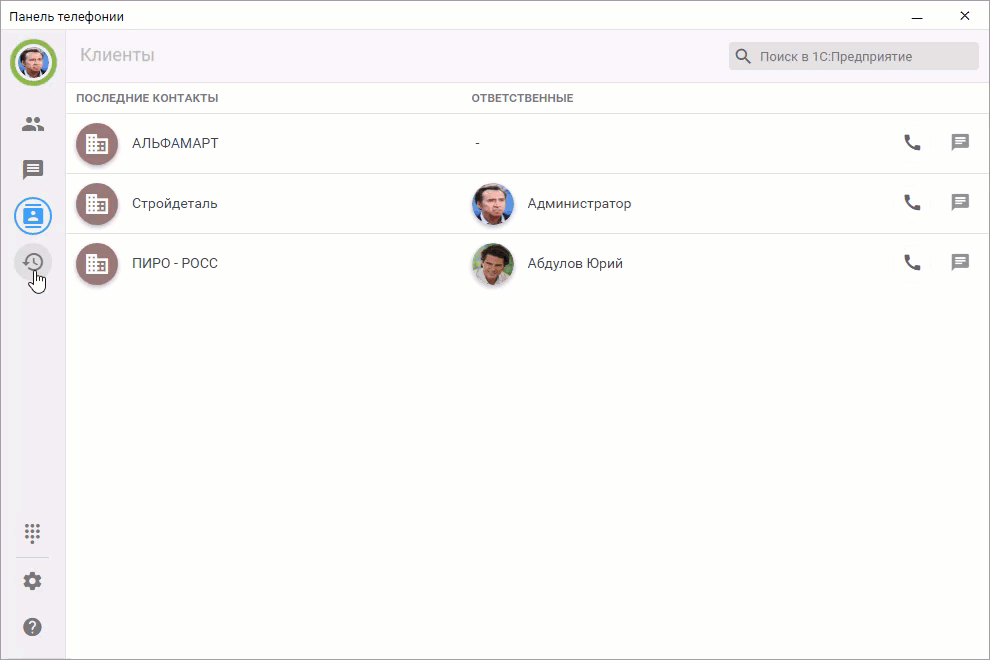 Панель телефонии
Клиенты
Поиск в 1С:Предприятие
ПОСЛЕДНИЕ КОНТАКТЫ ОТВЕТСТВЕННЫЕ
АЛЬФАМАРТ -
Стройдеталь Администратор
ПИРО - РОСС Абдулов Юрий